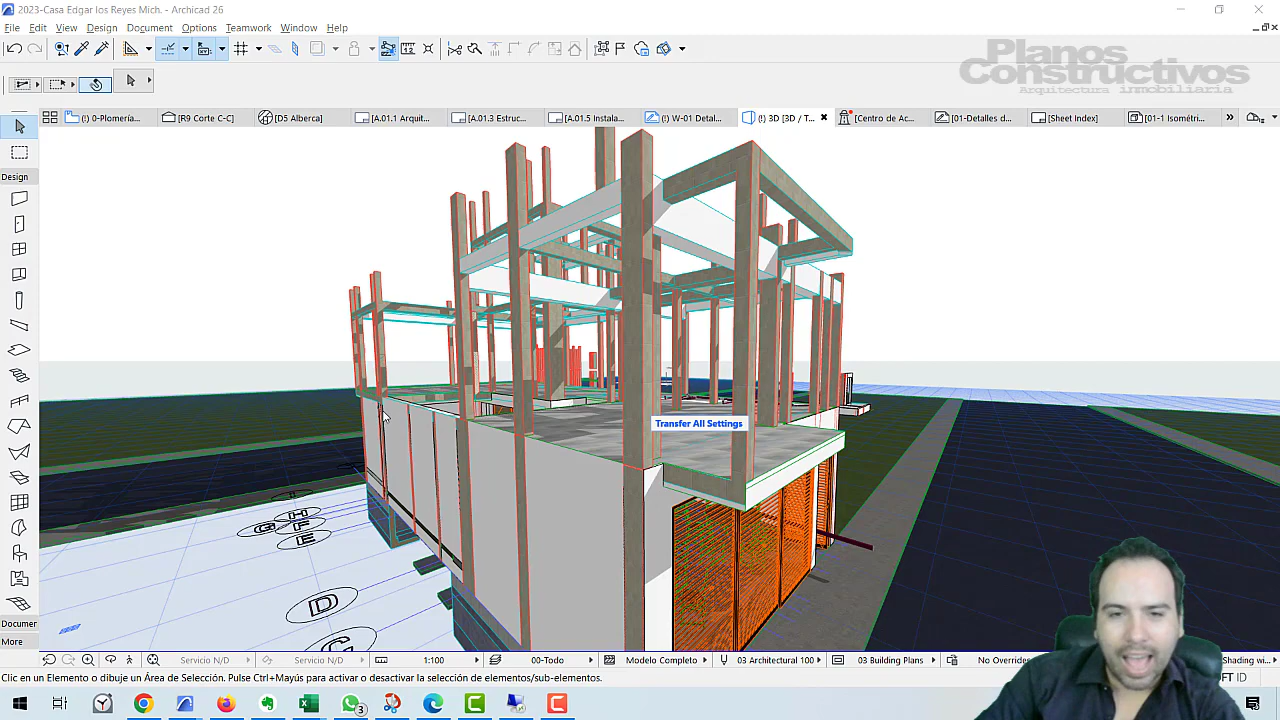 2023-Casa Edgar los Reyes Mich. - Archicad 26
File Edit View Design Document Options Teamwork Window Help
Planos
Constructivos
Arquitectura inmobiliaria
(!) 0-Plomería... [R9 Corte C-C] [D5 Alberca] [A.01.1 Arquit... [A.01.3 Estruc... [A.01.5 Instala... (!) W-01 Detal... (!) 3D [3D / T... [Centro de Ac... [01-Detalles d... [Sheet Index] [01-1 Isométri...
Design
Transfer All Settings
H
G F
E
D
C
Documen
More
Servicio N/D Servicio N/D 1:100 00-Todo Modelo Completo 03 Architectural 100 03 Building Plans No Overrides Shading wi...
Clic en un Elemento o dibuje un Área de Selección. Pulse Ctrl+Mayús para activar o desactivar la selección de elementos/sub-elementos.
FT ID
3